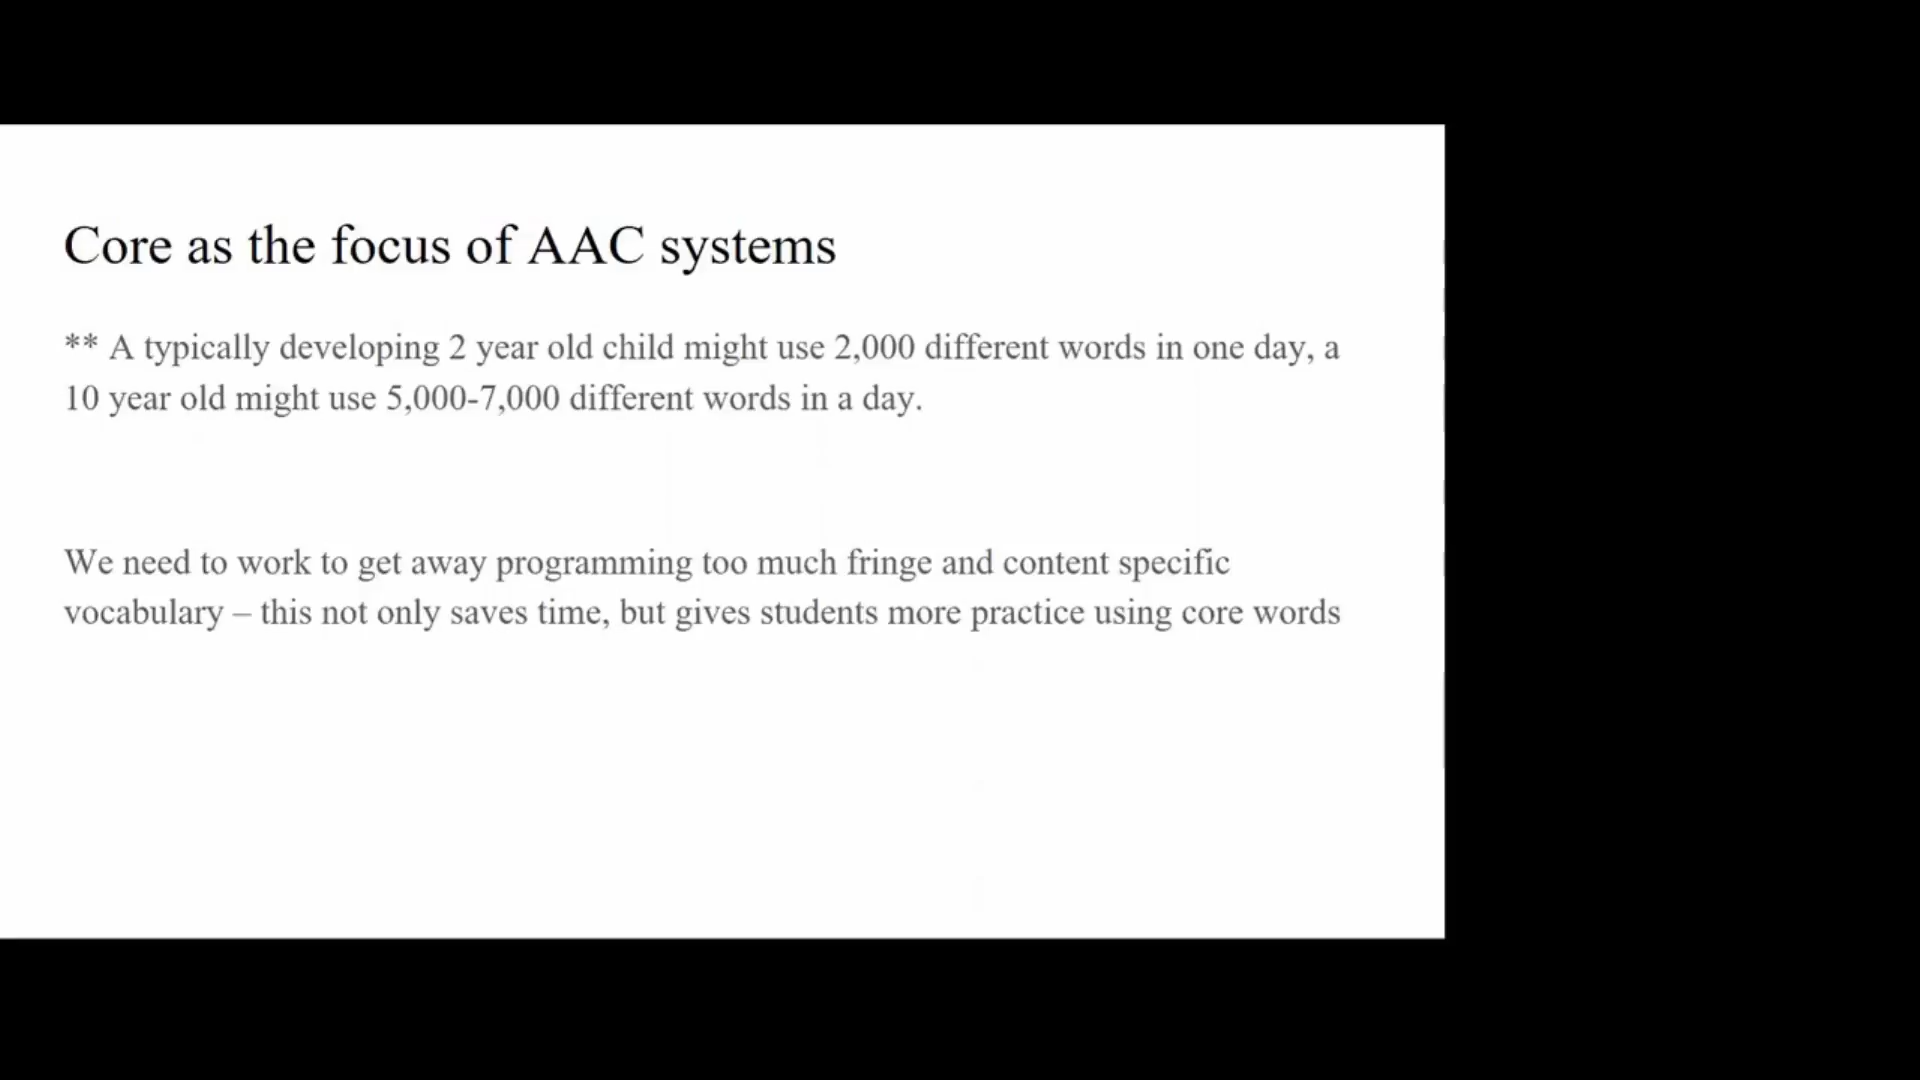 Core as the focus of AAC systems
** A typically developing 2 year old child might use 2,000 different words in one day, a
10 year old might use 5,000-7,000 different words in a day.
We need to work to get away programming too much fringe and content specific
vocabulary – this not only saves time, but gives students more practice using core words